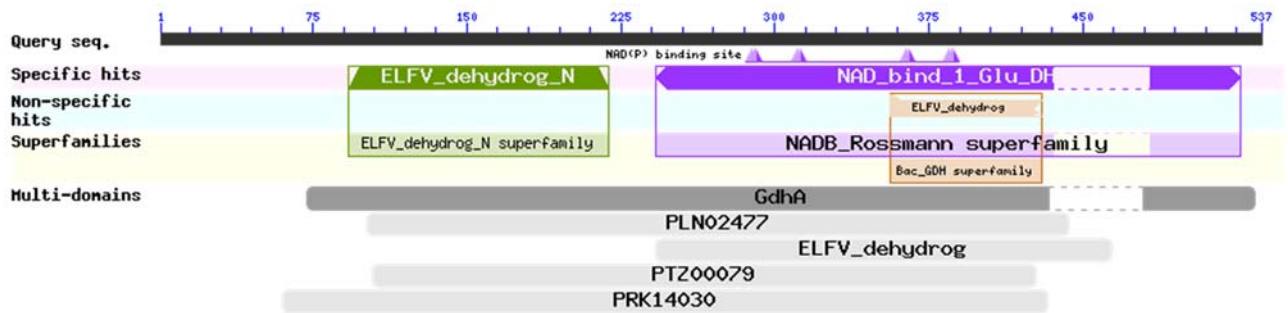 1 75 150 225 300 375 450 537
Query seq.
NAD(P) binding site
Specific hits ELFV_dehydrog_N NAD_bind_1_Glu_DH
Non-specific hits ELFV_dehydrog
Superfamilies ELFV_dehydrog_N superfamily NADB_Rossmann superfamily
Bac_GDH superfamily
Multi-domains GdhA
PLN02477
ELFV_dehydrog
PTZ00079
PRK14030